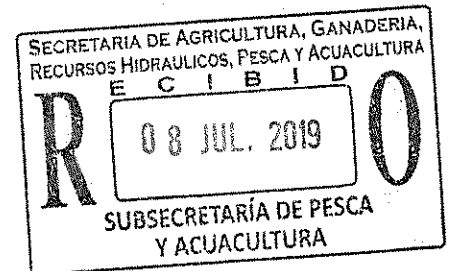 SECRETARIA DE AGRICULTURA, GANADERIA,
RECURSOS HIDRAULICOS, PESCA Y ACUACULTURA
R E C I B I D O
08 JUL. 2019
SUBSECRETARÍA DE PESCA
Y ACUACULTURA